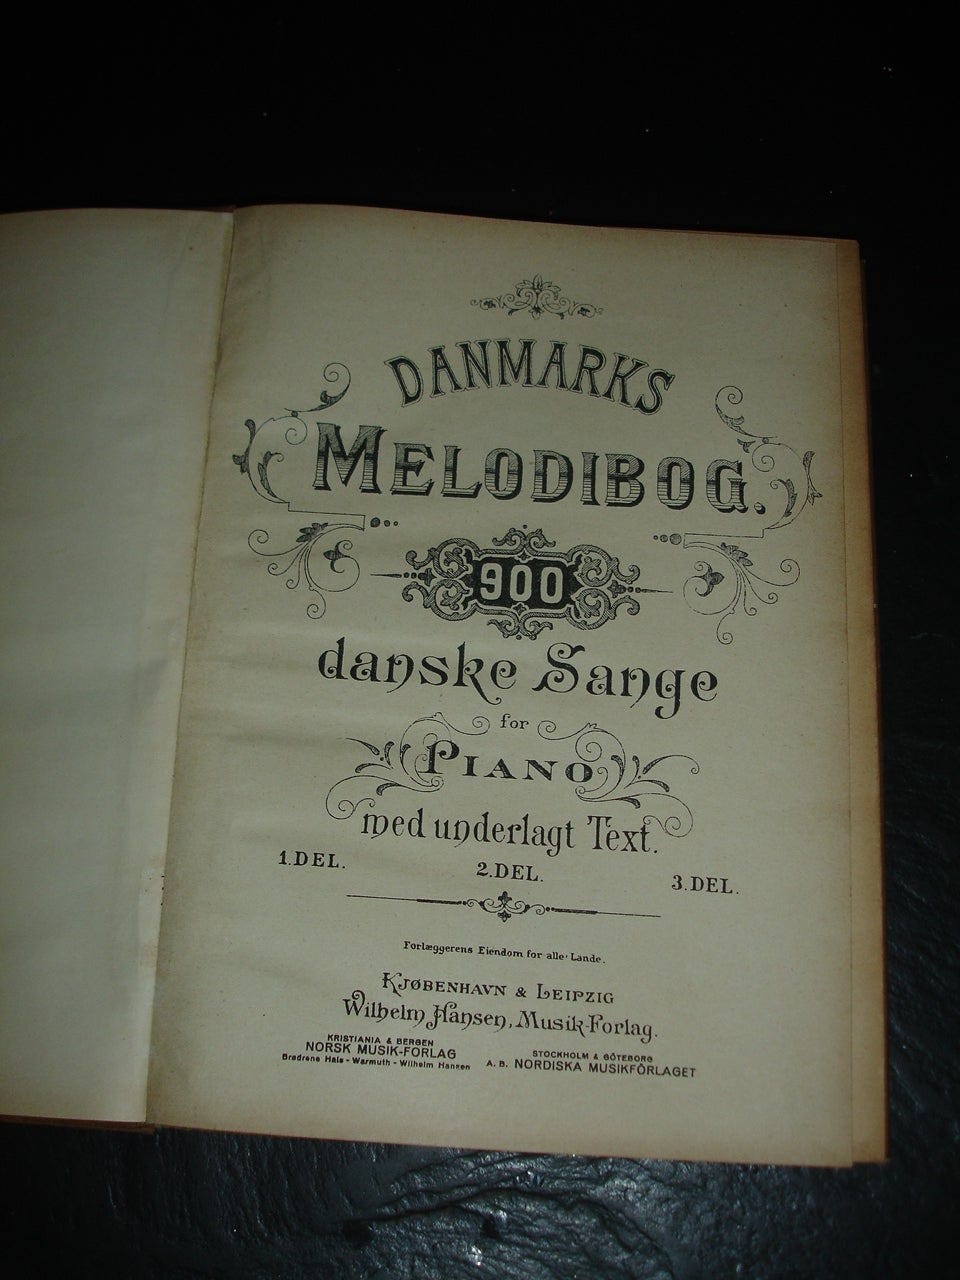 DANMARKS
MELODIBOG.
900
danske Sange
for
PIANO
med underlagt Text.
1.DEL. 2.DEL. 3.DEL.
Forlæggerens Eiendom for alle Lande.
KJØBENHAVN & LEIPZIG
Wilhelm Hansen, Musik-Forlag.
KRISTIANIA & BERGEN
NORSK MUSIK-FORLAG
Brødrene Hals - Warmuth - Wilhelm Hansen
STOCKHOLM & GÖTEBORG
A. B. NORDISKA MUSIKFÖRLAGET